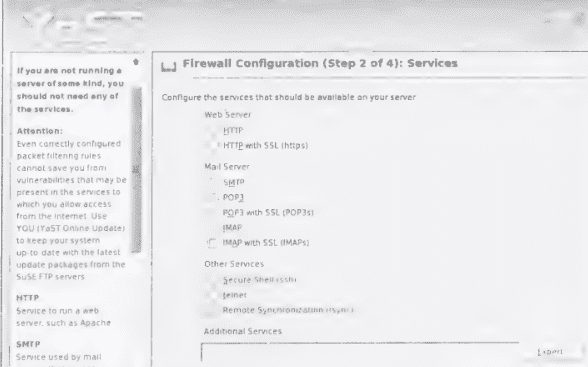 If you are not running a
server of some kind, you
should not need any of
the services.
Attention:
Even correctly configured
packet filtering rules
cannot save you from
vulnerabilities that may be
present in the services to
which you allow access
from the internet. Use
YOU (YaST Online Update)
to keep your system
up-to-date with the latest
update packages from the
SuSE FTP servers
HTTP
Service to run a web
server, such as Apache
SMTP
Service used by mail
Firewall Configuration (Step 2 of 4): Services
Configure the services that should be available on your server
Web Server
HTTP
HTTP with SSL (https)
Mail Server
SMTP
POP3
POP3 with SSL (POP3s)
IMAP
IMAP with SSL (IMAPs)
Other Services
Secure Shell (ssh)
telnet
Remote Synchronization (rsync)
Additional Services
Expert